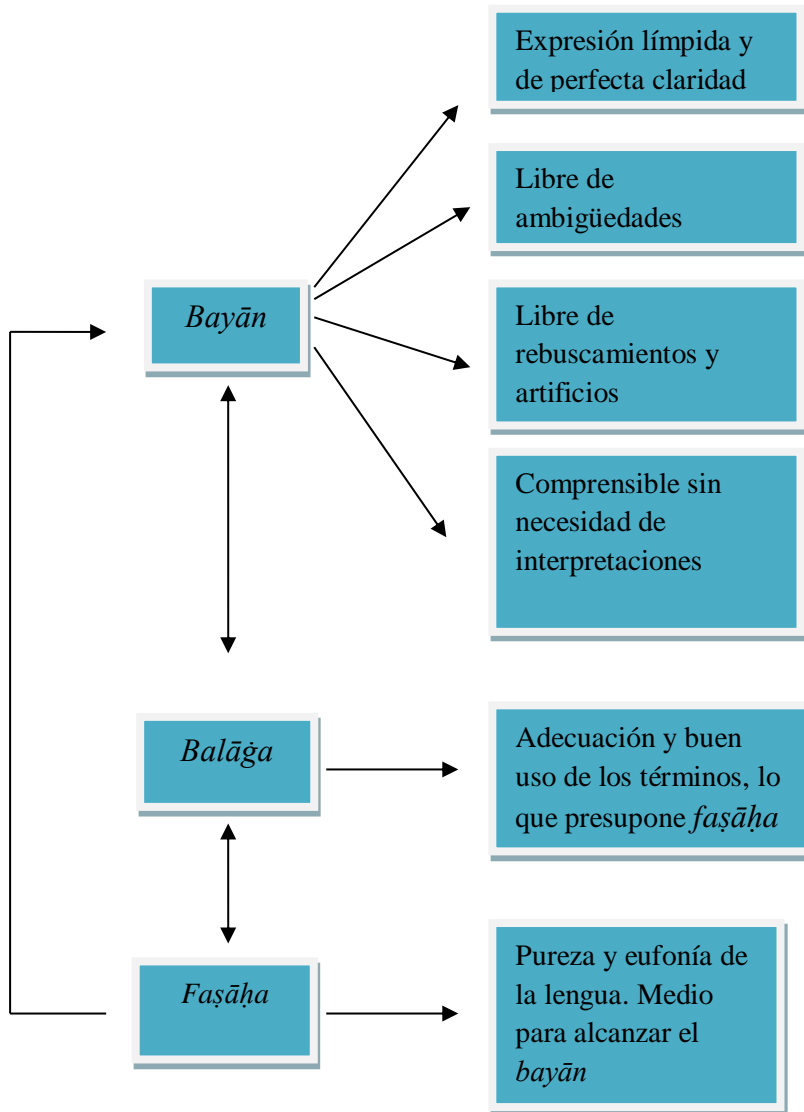 Expresión límpida y
de perfecta claridad
Libre de
ambigüedades
Bayān
Libre de
rebuscamientos y
artificios
Comprensible sin
necesidad de
interpretaciones
Balāġa
Adecuación y buen
uso de los términos, lo
que presupone faṣāḥa
Faṣāḥa
Pureza y eufonía de
la lengua. Medio
para alcanzar el
bayān